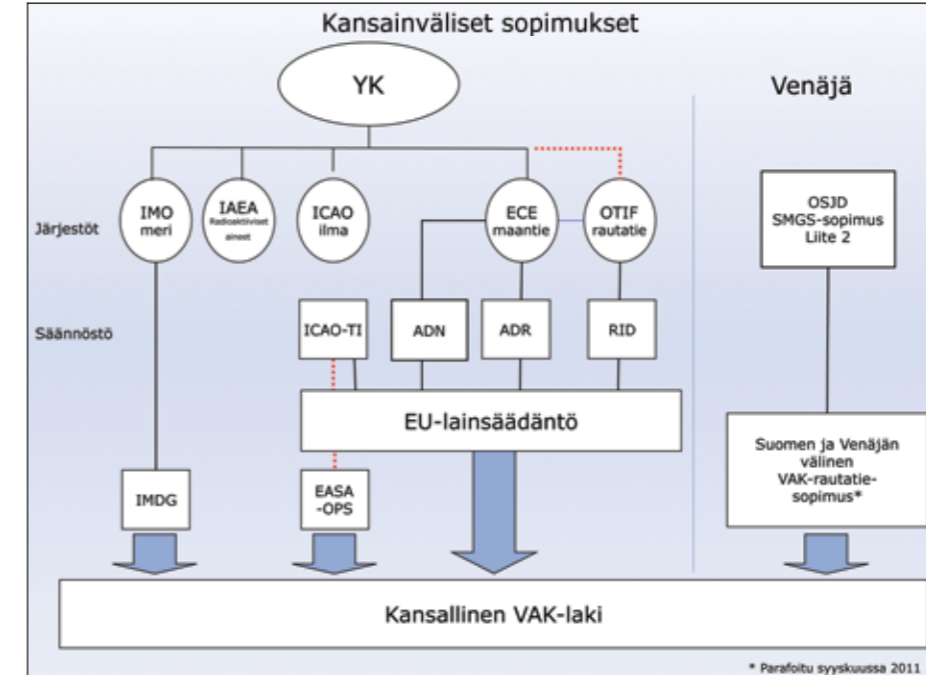 Kansainväliset sopimukset
YK
Venäjä
Järjestöt
IMO
meri
IAEA
Radioaktiiviset
aineet
ICAO
ilma
ECE
maantie
OTIF
rautatie
OSJD
SMGS-sopimus
Liite 2
Säännöstö
ICAO-TI
ADN
ADR
RID
EU-lainsäädäntö
IMDG
EASA
-OPS
Suomen ja Venäjän
välinen
VAK-rautatie-
sopimus*
Kansallinen VAK-laki
* Parafoitu syyskuussa 2011